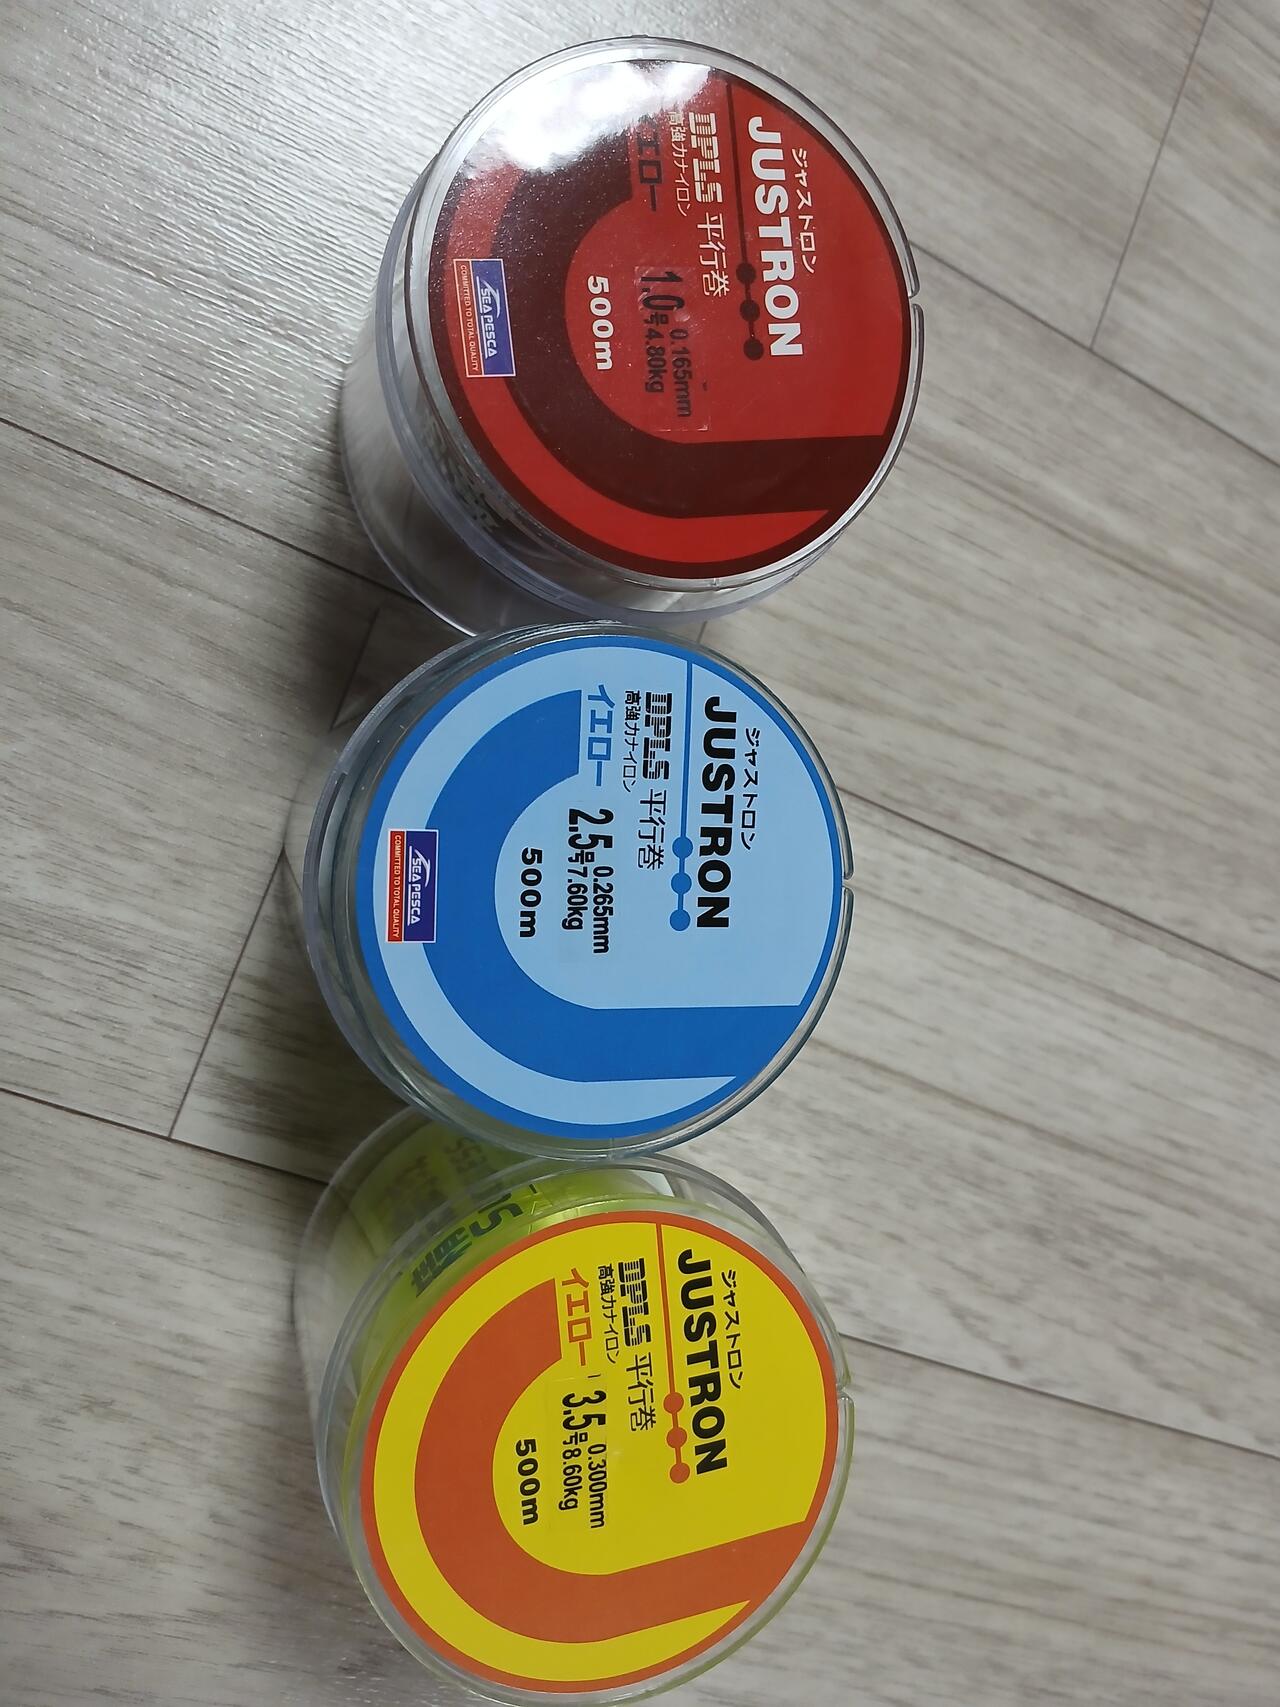 ジャストロン
JUSTRON
DPLS 平行巻
高強力ナイロン
イエロー
1.0号 0.165mm
4.80kg
500m
SEAPESCA
COMMITTED TO TOTAL QUALITY
ジャストロン
JUSTRON
DPLS 平行巻
高強力ナイロン
イエロー
2.5号 0.265mm
7.60kg
500m
SEAPESCA
COMMITTED TO TOTAL QUALITY
ジャストロン
JUSTRON
DPLS 平行巻
高強力ナイロン
イエロー
3.5号 0.300mm
8.60kg
500m